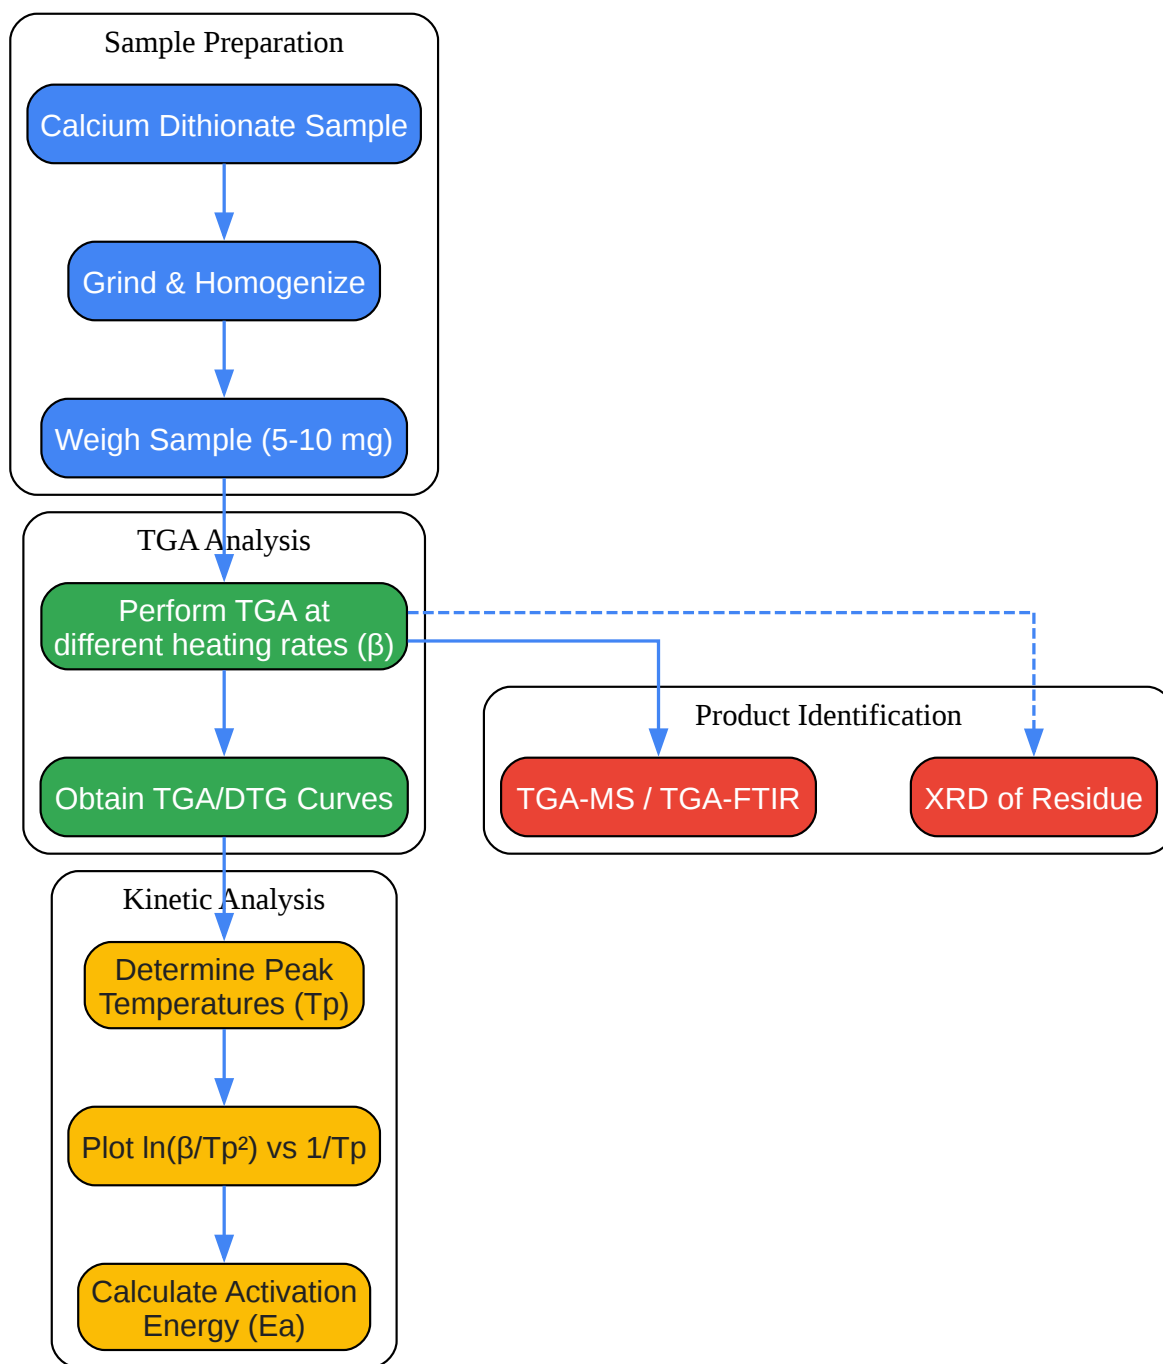 Sample Preparation
Calcium Dithionate Sample
Grind & Homogenize
Weigh Sample (5-10 mg)
TGA Analysis
Perform TGA at
different heating rates (β)
Obtain TGA/DTG Curves
Product Identification
TGA-MS / TGA-FTIR
XRD of Residue
Kinetic Analysis
Determine Peak
Temperatures (Tp)
Plot ln(β/Tp²) vs 1/Tp
Calculate Activation
Energy (Ea)